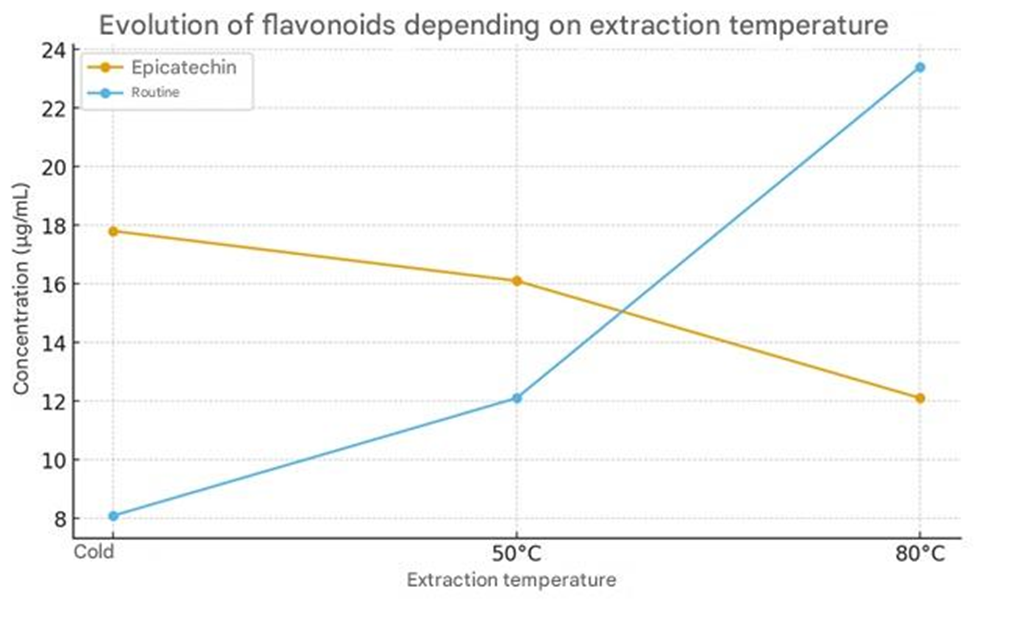 Evolution of flavonoids depending on extraction temperature
24
Epicatechin
Routine
22
20
18
16
14
12
10
8
Concentration (µg/mL)
Cold
50°C
80°C
Extraction temperature